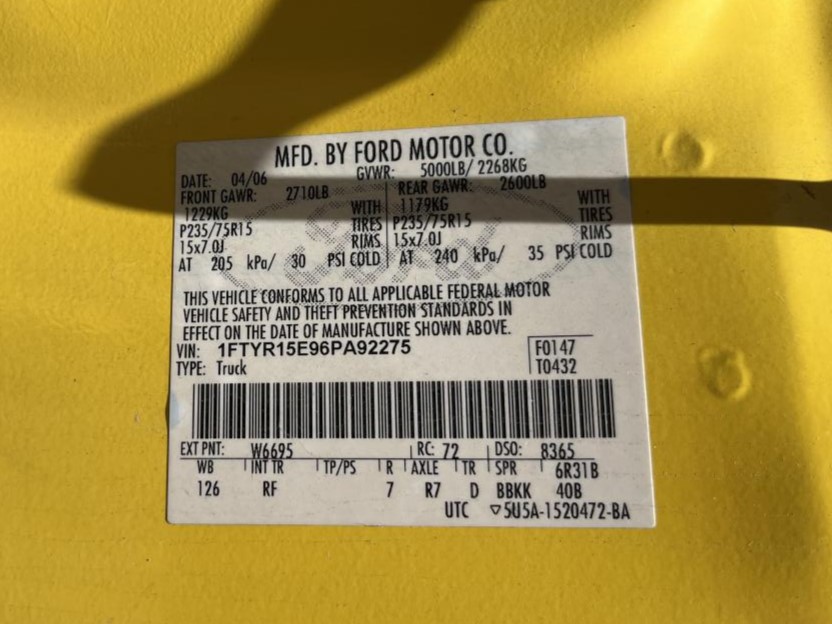 MFD. BY FORD MOTOR CO.
DATE: 04/06 GVWR: 5000LB/ 2268KG
FRONT GAWR: 2710LB REAR GAWR: 2600LB
1229KG WITH 1179KG WITH
P235/75R15 TIRES P235/75R15 TIRES
15x7.0J RIMS 15x7.0J RIMS
AT 205 kPa/ 30 PSI COLD AT 240 kPa/ 35 PSI COLD
THIS VEHICLE CONFORMS TO ALL APPLICABLE FEDERAL MOTOR
VEHICLE SAFETY AND THEFT PREVENTION STANDARDS IN
EFFECT ON THE DATE OF MANUFACTURE SHOWN ABOVE.
VIN: 1FTYR15E96PA92275 F0147
TYPE: Truck T0432
EXT PNT: W6695 RC: 72 DSO: 8365
WB INT TR TP/PS R AXLE TR SPR 6R31B
126 RF 7 R7 D BBKK 40B
UTC ▽5U5A-1520472-BA
Ford